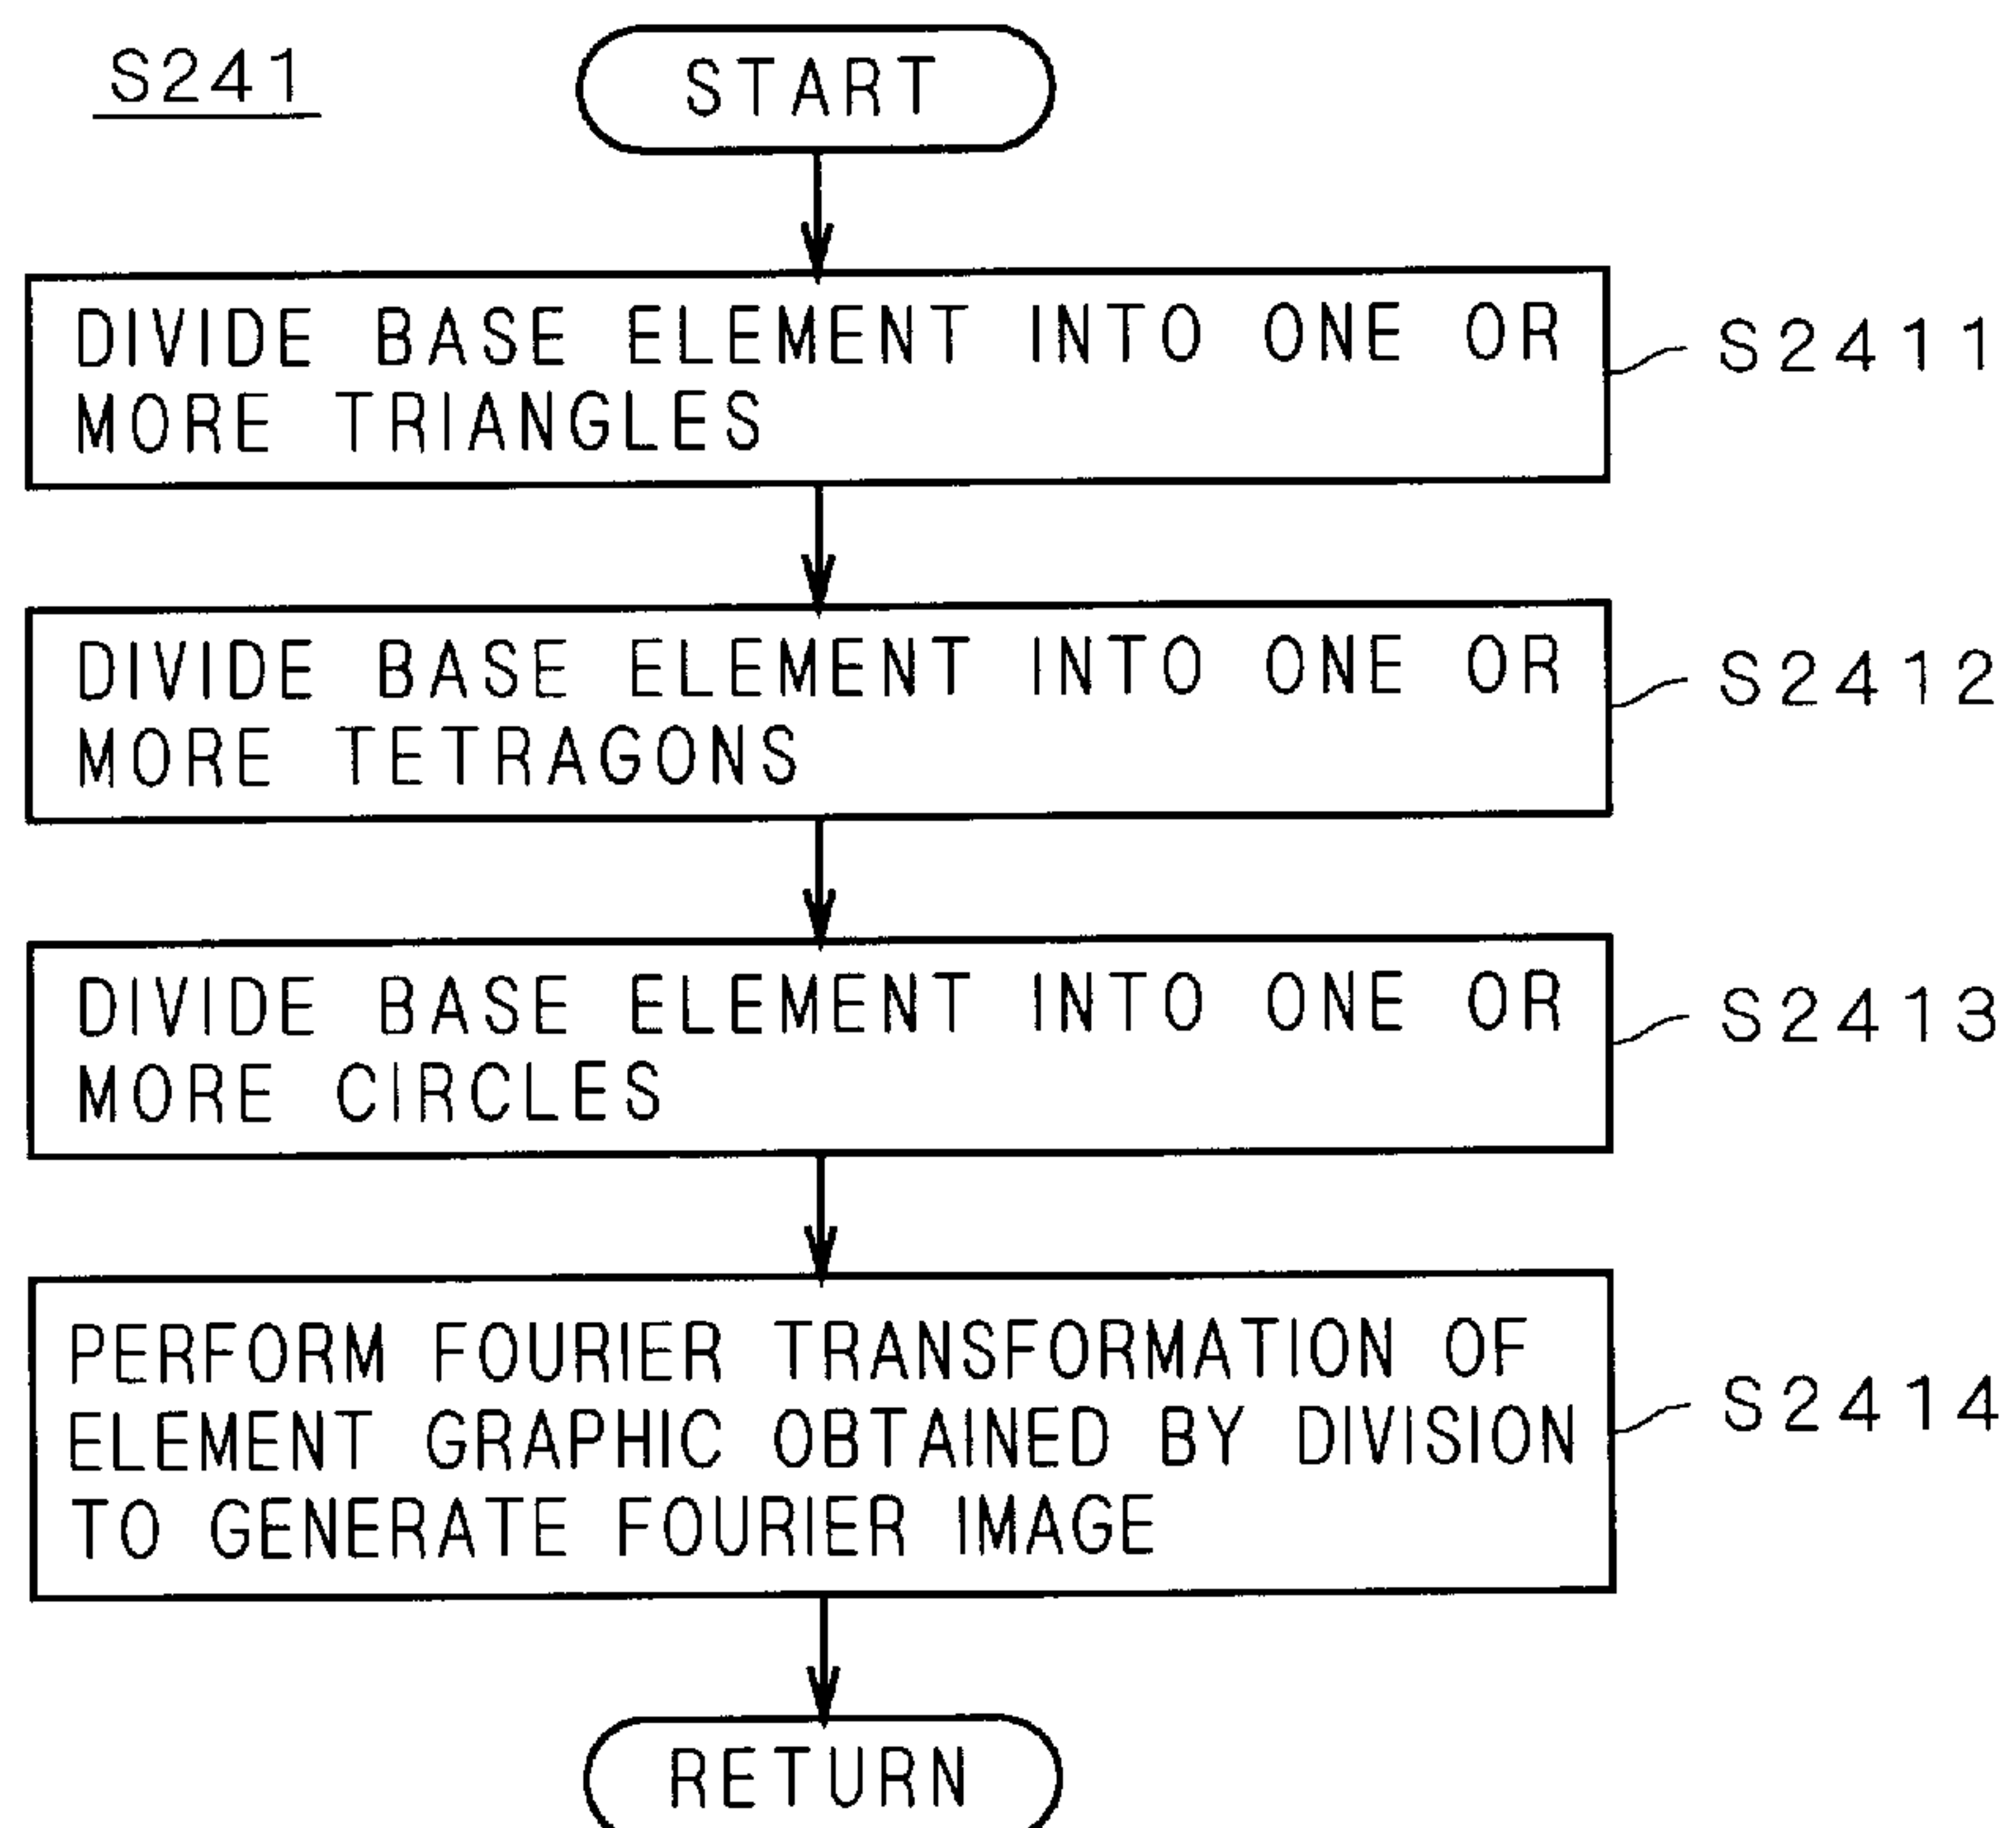 S241
START
DIVIDE BASE ELEMENT INTO ONE OR
MORE TRIANGLES
S2411
DIVIDE BASE ELEMENT INTO ONE OR
MORE TETRAGONS
S2412
DIVIDE BASE ELEMENT INTO ONE OR
MORE CIRCLES
S2413
PERFORM FOURIER TRANSFORMATION OF
ELEMENT GRAPHIC OBTAINED BY DIVISION
TO GENERATE FOURIER IMAGE
S2414
RETURN